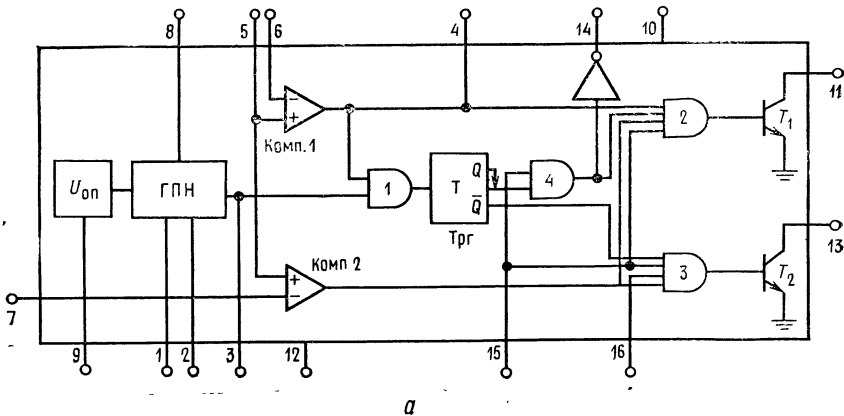 8 5 6 4 14 10
11
Комп.1
2 T₁
Uоп ГПН 1 T Q 4
Q̅
Трг
13
Комп 2
3 T₂
7
9 1 2 3 12 15 16
а